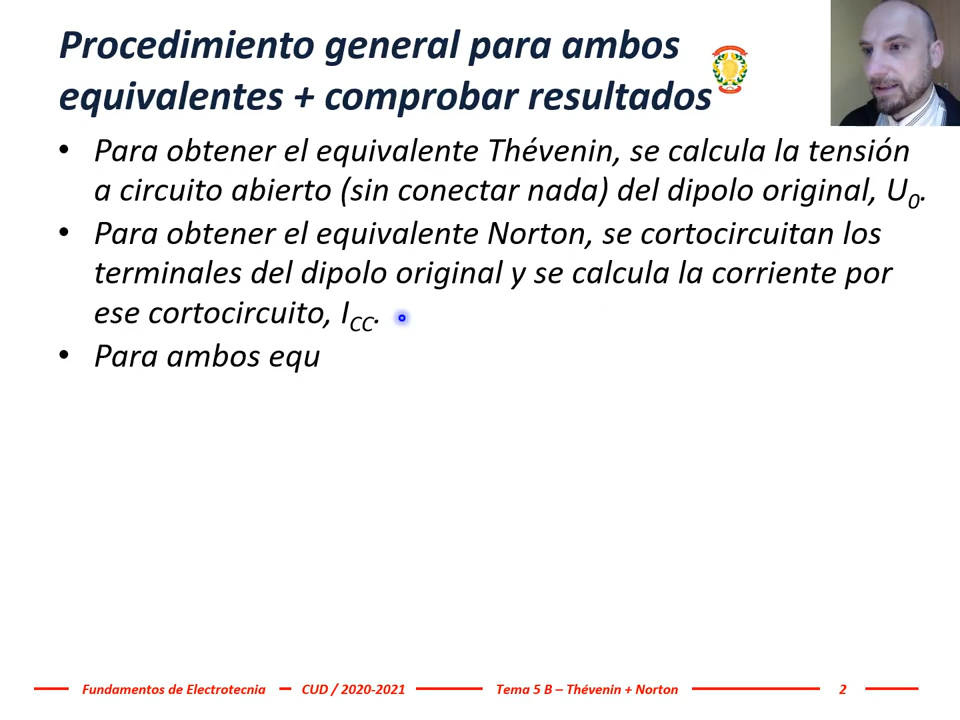 Procedimiento general para ambos
equivalentes + comprobar resultados
• Para obtener el equivalente Thévenin, se calcula la tensión
a circuito abierto (sin conectar nada) del dipolo original, U0.
• Para obtener el equivalente Norton, se cortocircuitan los
terminales del dipolo original y se calcula la corriente por
ese cortocircuito, ICC.
• Para ambos equ
Fundamentos de Electrotecnia CUD / 2020-2021 Tema 5 B – Thévenin + Norton 2